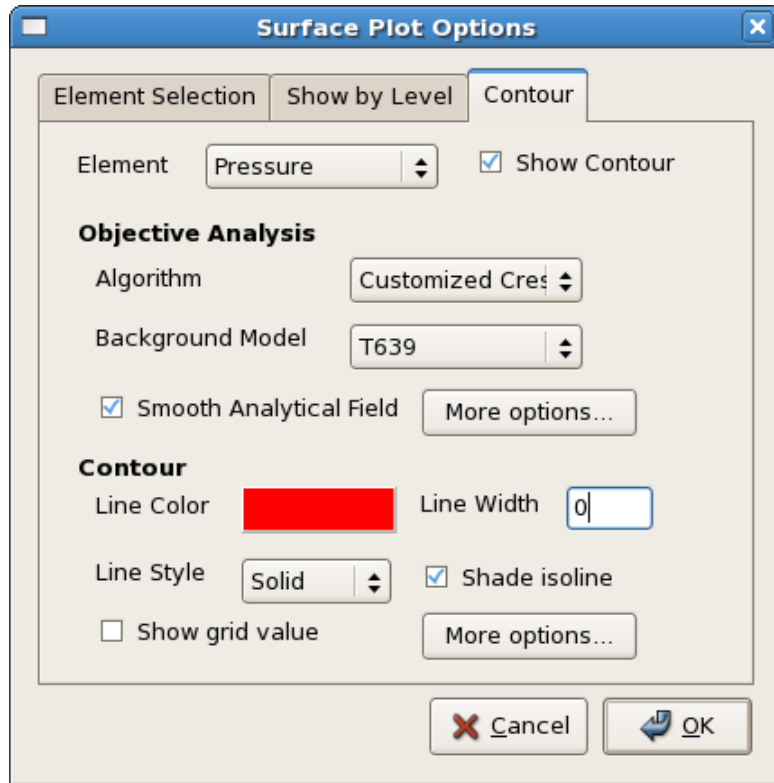 Surface Plot Options
Element Selection Show by Level Contour
Element Pressure Show Contour
Objective Analysis
Algorithm Customized Cres
Background Model T639
Smooth Analytical Field More options...
Contour
Line Color Line Width 0
Line Style Solid Shade isoline
Show grid value More options...
Cancel OK